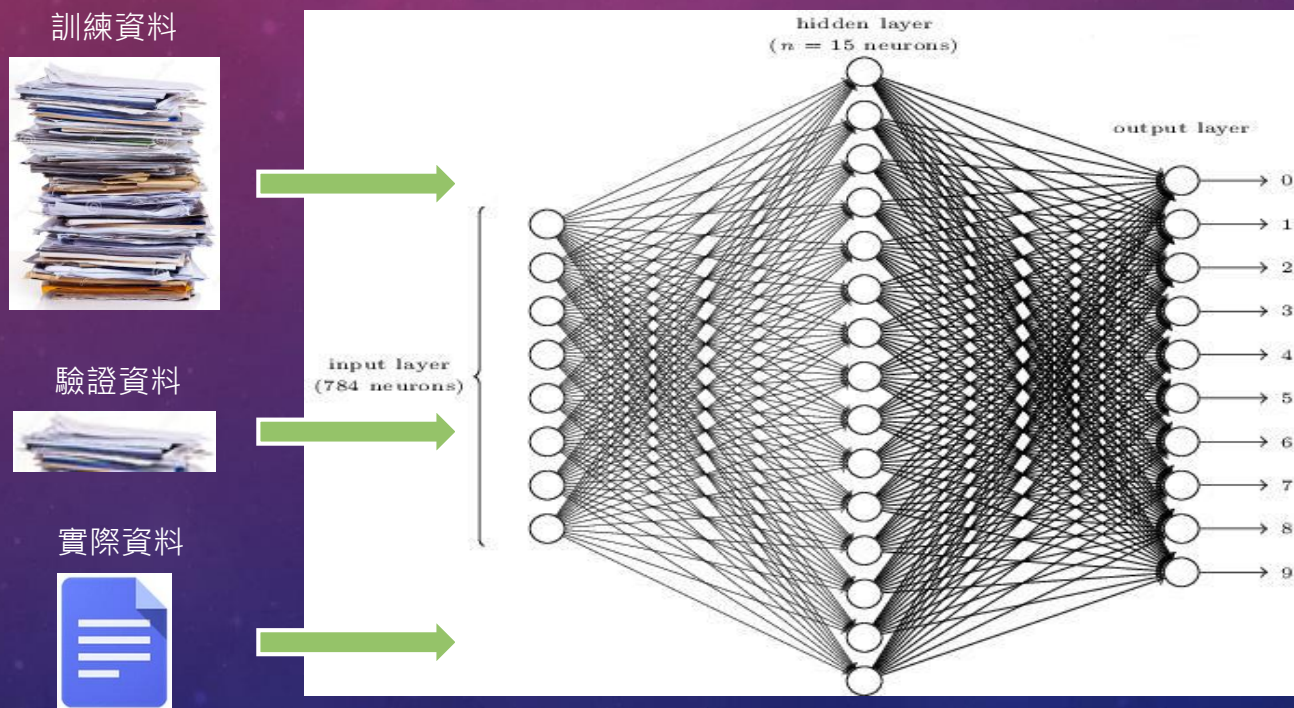 訓練資料
驗證資料
實際資料
hidden layer
(n = 15 neurons)
output layer
input layer
(784 neurons)
0
1
2
3
4
5
6
7
8
9